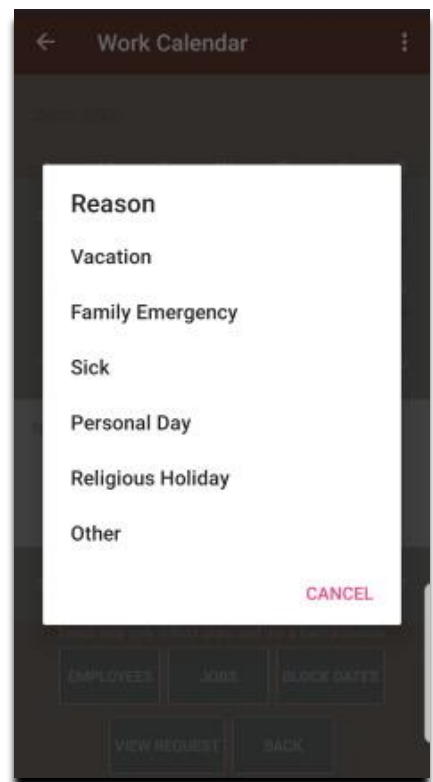 Work Calendar
Reason
Vacation
Family Emergency
Sick
Personal Day
Religious Holiday
Other
CANCEL
EMPLOYEES JOBS BLOCK DATES
VIEW REQUEST BACK